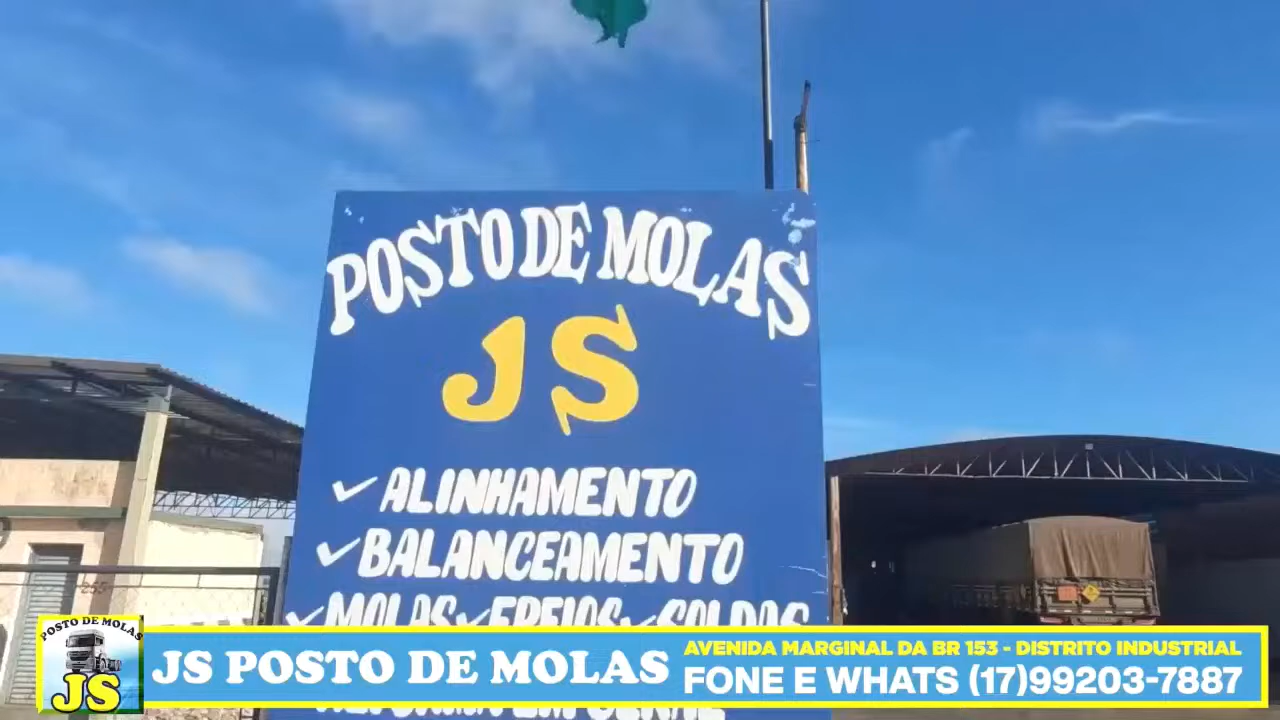 POSTO DE MOLAS
JS
ALINHAMENTO
BALANCEAMENTO
MOLAS FREIOS SOLDAS
255
POSTO DE MOLAS
JS
JS POSTO DE MOLAS
AVENIDA MARGINAL DA BR 153 - DISTRITO INDUSTRIAL
FONE E WHATS (17)99203-7887